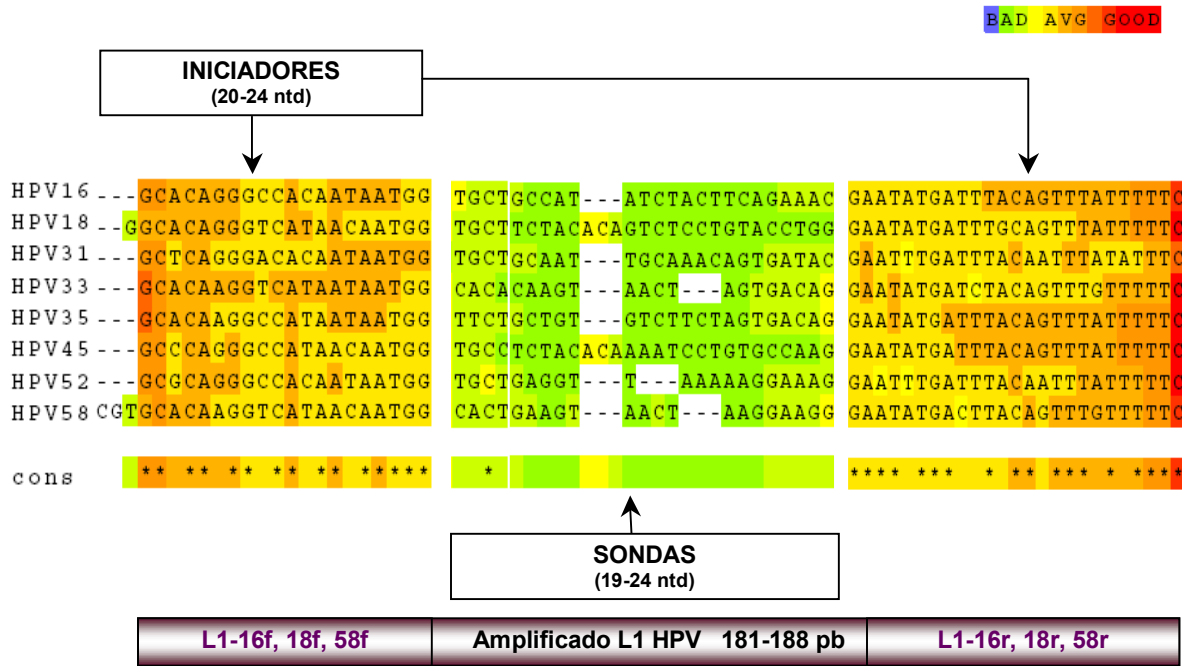 BAD AVG GOOD
INICIADORES
(20-24 ntd)
HPV16 ---GCACAGGGCCACAATAATGG TGCTGCCAT---ATCTACTTCAGAAAC GAATATGATTTACAGTTTATTTTTC
HPV18 --GGCACAGGGTCATAACAATGG TGCTTCTACACAGTCTCCTGTACCTGG GAATATGATTTGCAGTTTATTTTTC
HPV31 ---GCTCAGGGACACAATAATGG TGCTGCAAT---TGCAAACAGTGATAC GAATTTGATTTACAATTTATATTTC
HPV33 ---GCACAAGGTCATAATAATGG CACACAAGT---AACT---AGTGACAG GAATATGATCTACAGTTTGTTTTTC
HPV35 ---GCACAAGGCCATAATAATGG TTCTGCTGT---GTCTTCTAGTGACAG GAATATGATTTACAGTTTATTTTTC
HPV45 ---GCCCAGGGCCATAACAATGG TGCCTCTACACAAAATCCTGTGCCAAG GAATATGATTTACAGTTTATTTTTC
HPV52 ---GCGCAGGGCCACAATAATGG TGCTGAGGT---T---AAAAAGGAAAG GAATTTGATTTACAATTTATTTTTC
HPV58 CGTGCACAAGGTCATAACAATGG CACTGAAGT---AACT---AAGGAAGG GAATATGACTTACAGTTTGTTTTTC
cons ** ** ** ** ** ***** * **** *** * ** *** * ****
SONDAS
(19-24 ntd)
L1-16f, 18f, 58f Amplificado L1 HPV 181-188 pb L1-16r, 18r, 58r